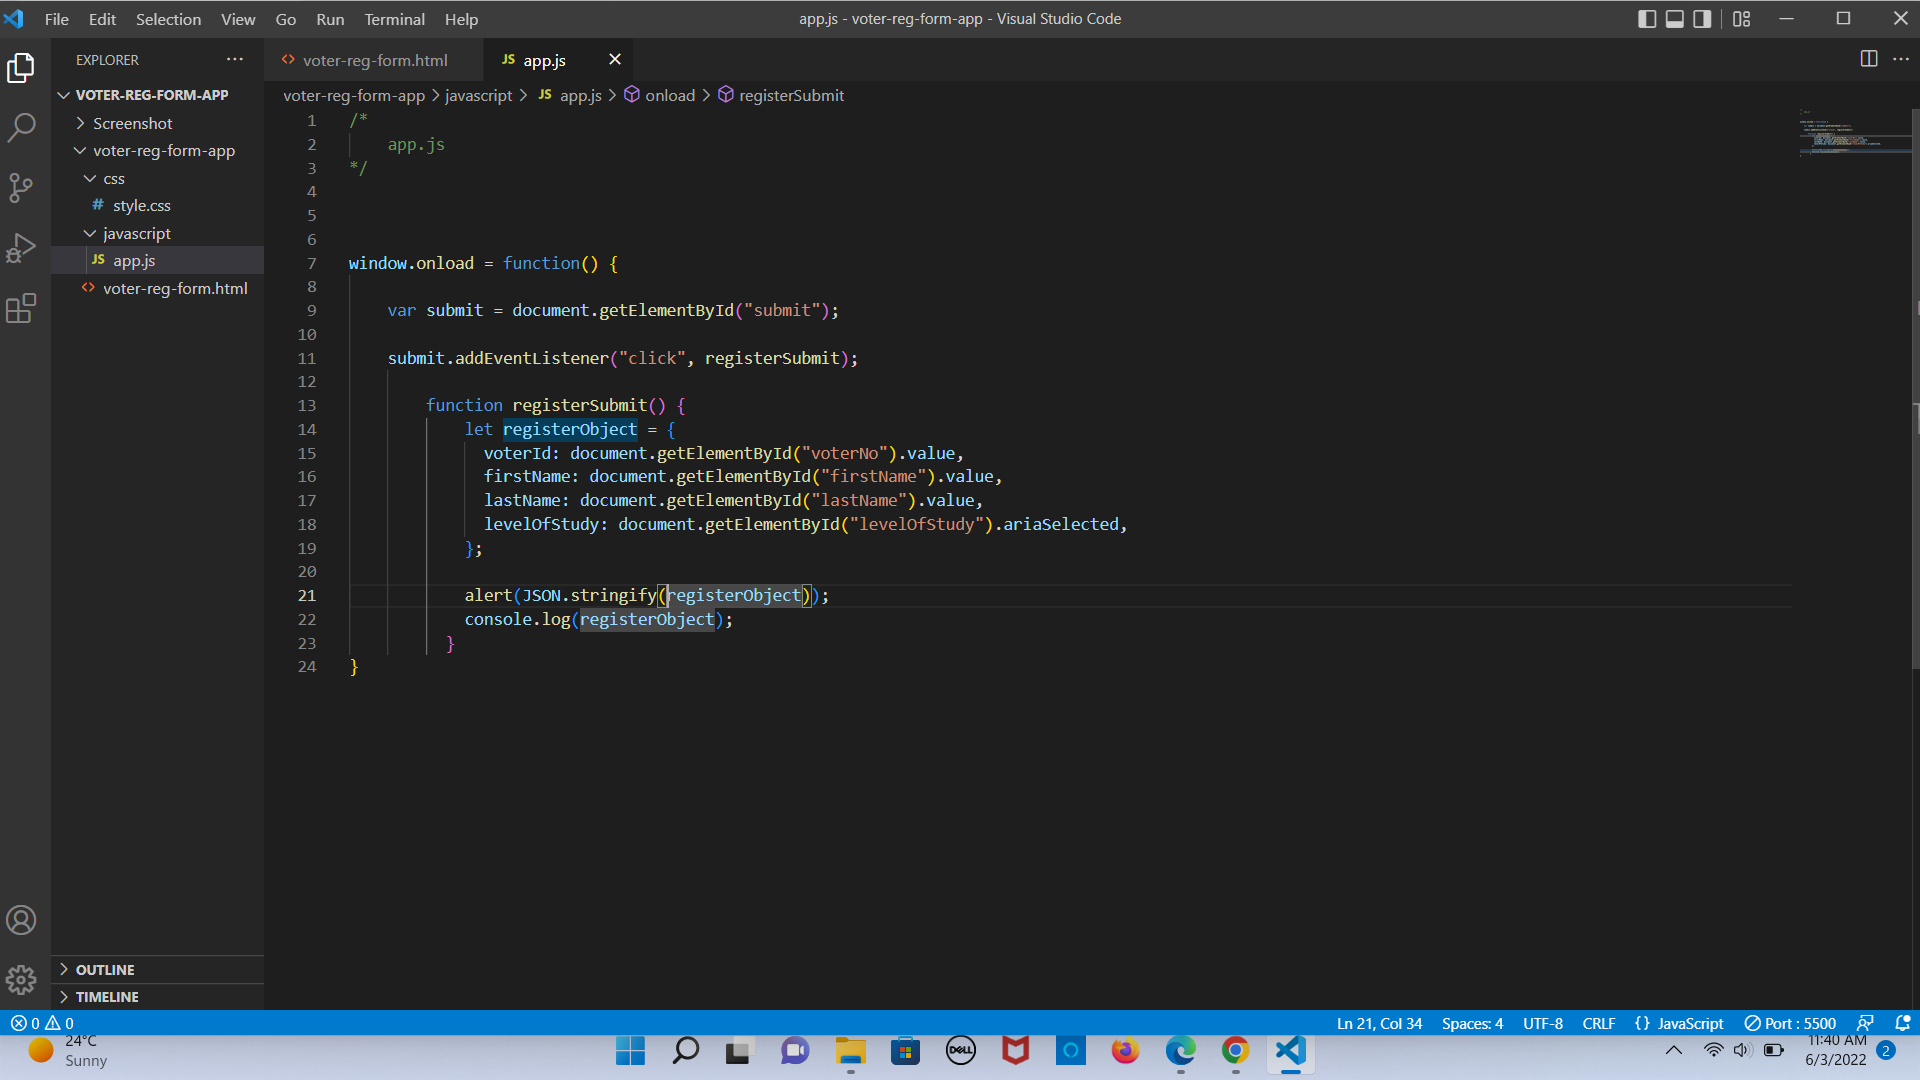 File Edit Selection View Go Run Terminal Help
app.js - voter-reg-form-app - Visual Studio Code
EXPLORER
VOTER-REG-FORM-APP
Screenshot
voter-reg-form-app
css
# style.css
javascript
JS app.js
<> voter-reg-form.html
OUTLINE
TIMELINE
<> voter-reg-form.html
JS app.js
voter-reg-form-app > javascript > JS app.js > onload > registerSubmit
1 /*
2 app.js
3 */
4
5
6
7 window.onload = function() {
8
9 var submit = document.getElementById("submit");
10
11 submit.addEventListener("click", registerSubmit);
12
13 function registerSubmit() {
14 let registerObject = {
15 voterId: document.getElementById("voterNo").value,
16 firstName: document.getElementById("firstName").value,
17 lastName: document.getElementById("lastName").value,
18 levelOfStudy: document.getElementById("levelOfStudy").ariaSelected,
19 };
20
21 alert(JSON.stringify(registerObject));
22 console.log(registerObject);
23 }
24 }
0 0
Ln 21, Col 34 Spaces: 4 UTF-8 CRLF {} JavaScript Port : 5500
24°C
Sunny
DELL
11:40 AM
6/3/2022
2